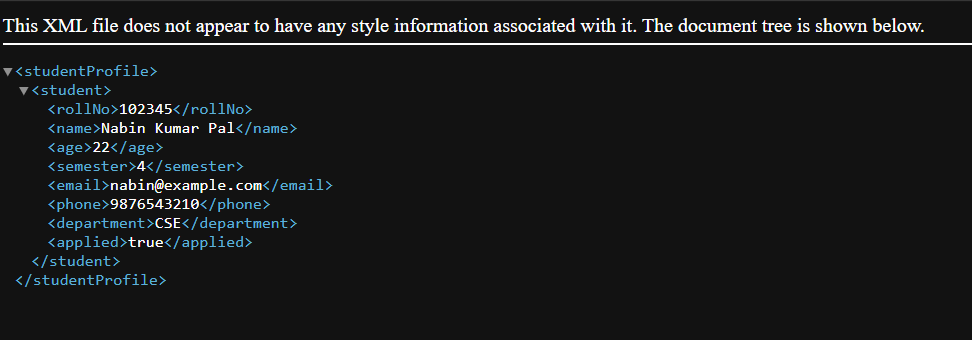 This XML file does not appear to have any style information associated with it. The document tree is shown below.
<studentProfile>
<student>
<rollNo>102345</rollNo>
<name>Nabin Kumar Pal</name>
<age>22</age>
<semester>4</semester>
<email>nabin@example.com</email>
<phone>9876543210</phone>
<department>CSE</department>
<applied>true</applied>
</student>
</studentProfile>